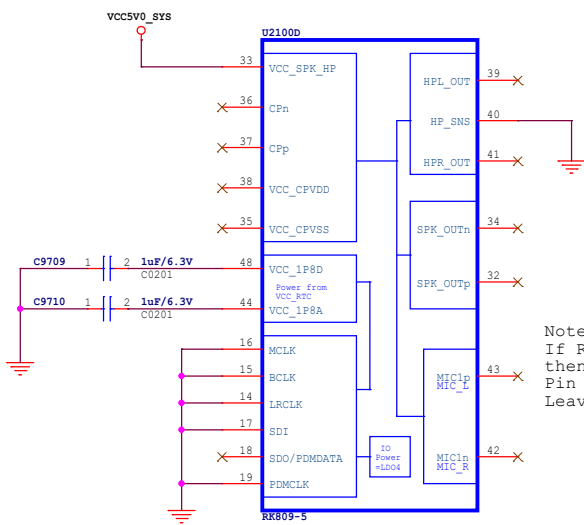 VCC5V0_SYS
U2100D
33 VCC_SPK_HP
36 CPn
37 CPp
38 VCC_CPVDD
35 VCC_CPVSS
HPL_OUT 39
HP_SNS 40
HPR_OUT 41
SPK_OUTn 34
SPK_OUTp 32
C9709 1 2 1uF/6.3V 48 VCC_1P8D
C0201
Power from
VCC_RTC
C9710 1 2 1uF/6.3V 44 VCC_1P8A
C0201
16 MCLK
15 BCLK
14 LRCLK
17 SDI
18 SDO/PDMDATA
19 PDMCLK
IO
Power
=LDO4
MIC1p 43
MIC_L
MIC1n 42
MIC_R
RK809-5
Note
If R
then
Pin
Leav